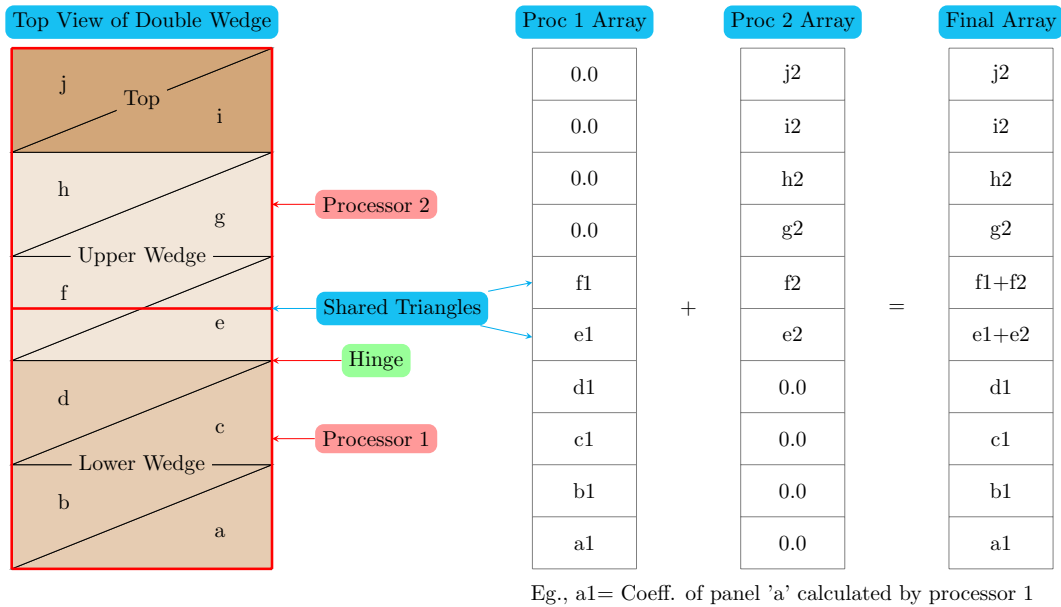 Top View of Double Wedge
Proc 1 Array
Proc 2 Array
Final Array
j
Top
i
h
g
Upper Wedge
f
e
d
c
Lower Wedge
b
a
Processor 2
Shared Triangles
Hinge
Processor 1
0.0
0.0
0.0
0.0
f1
e1
d1
c1
b1
a1
+
j2
i2
h2
g2
f2
e2
0.0
0.0
0.0
0.0
=
j2
i2
h2
g2
f1+f2
e1+e2
d1
c1
b1
a1
Eg., a1= Coeff. of panel 'a' calculated by processor 1